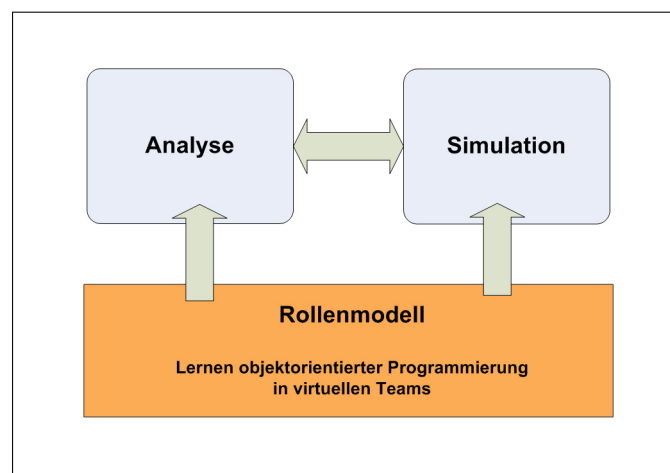 Analyse
Simulation
Rollenmodell
Lernen objektorientierter Programmierung
in virtuellen Teams